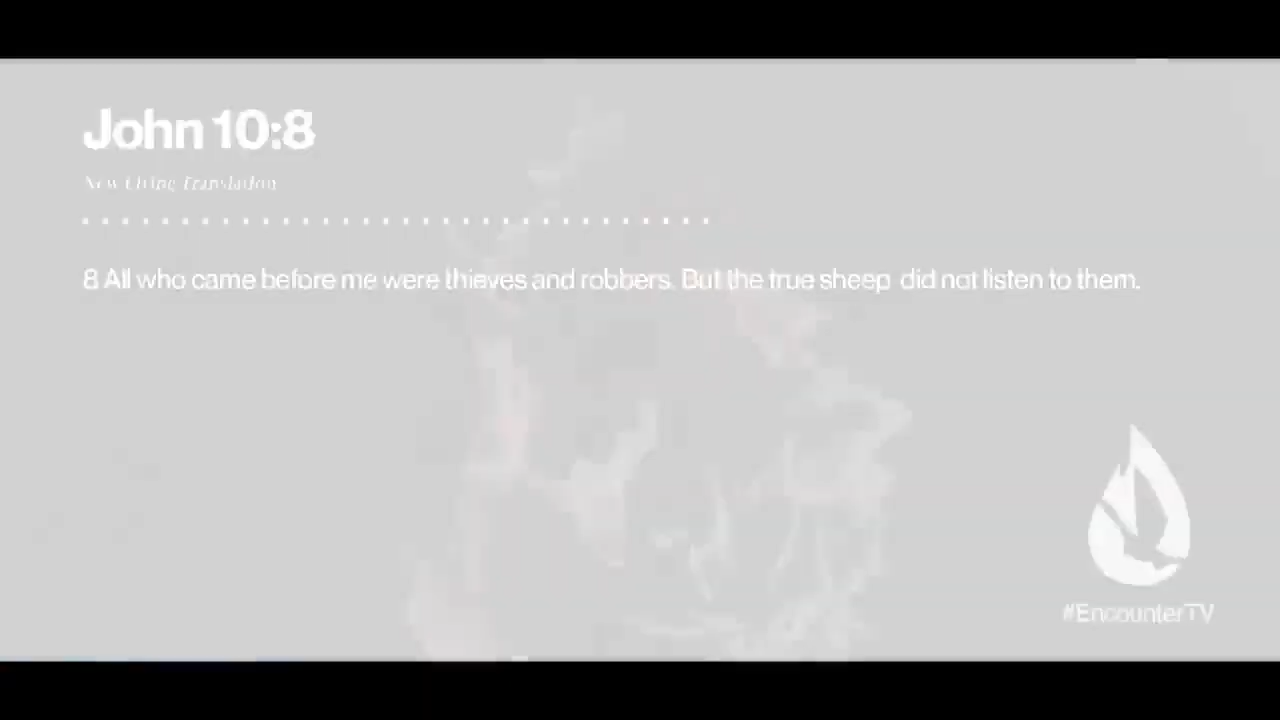 John 10:8
New Living Translation
8 All who came before me were thieves and robbers. But the true sheep did not listen to them.
#EncounterTV